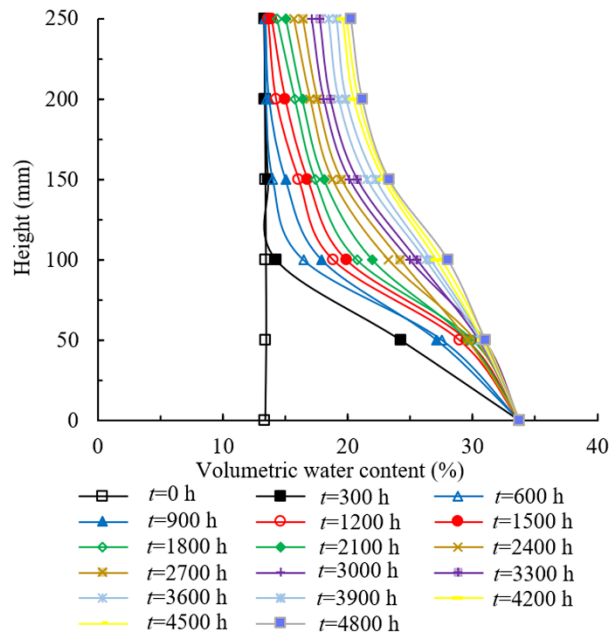 250
200
150
100
50
0
Height (mm)
0 10 20 30 40
Volumetric water content (%)
t=0 h t=300 h t=600 h
t=900 h t=1200 h t=1500 h
t=1800 h t=2100 h t=2400 h
t=2700 h t=3000 h t=3300 h
t=3600 h t=3900 h t=4200 h
t=4500 h t=4800 h